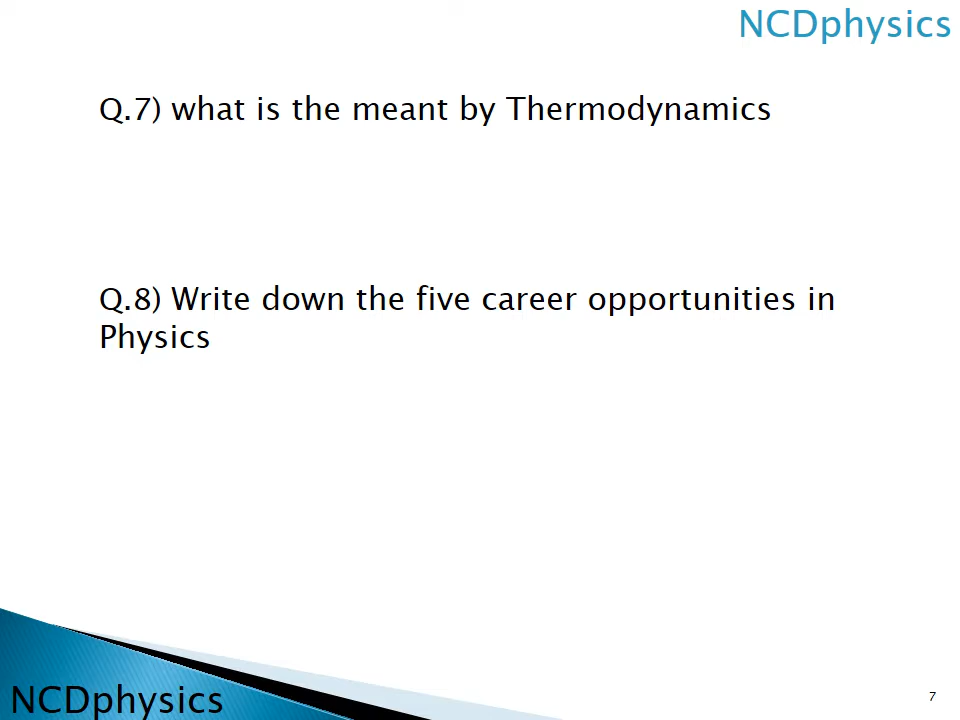 NCDphysics
Q.7) what is the meant by Thermodynamics
Q.8) Write down the five career opportunities in
Physics
NCDphysics
7